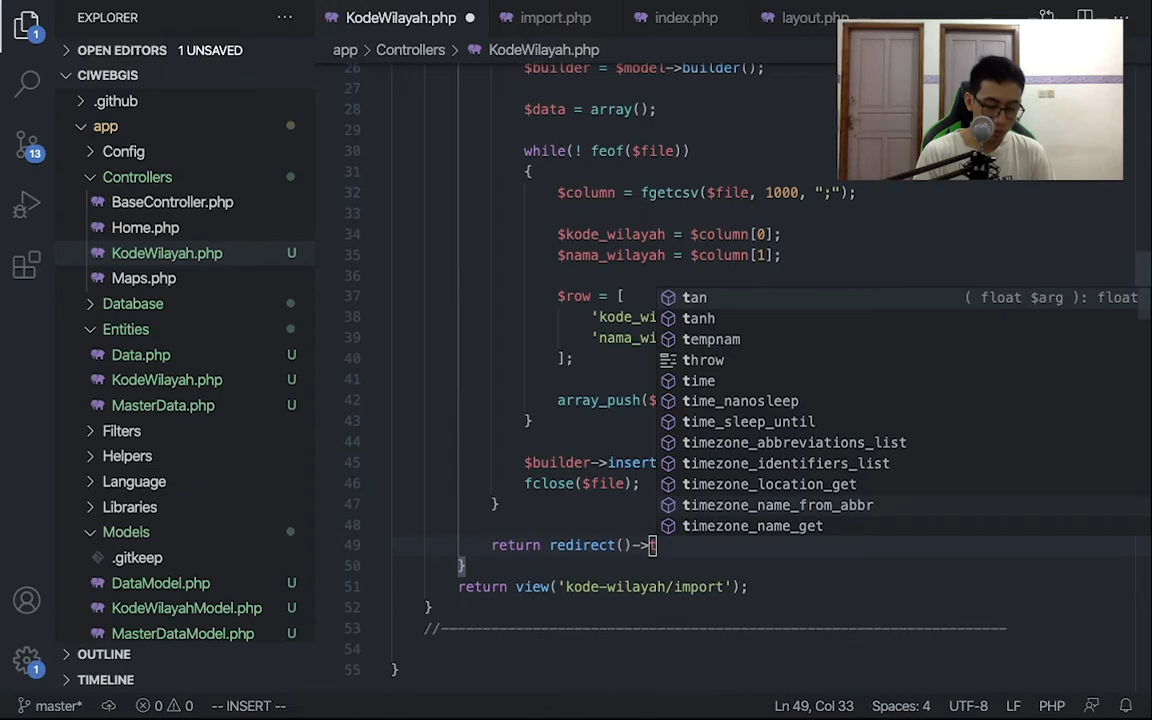 EXPLORER
OPEN EDITORS 1 UNSAVED
CIWEBGIS
.github
app
Config
Controllers
BaseController.php
Home.php
KodeWilayah.php U
Maps.php
Database
Entities
Data.php U
KodeWilayah.php U
MasterData.php U
Filters
Helpers
Language
Libraries
Models
.gitkeep
DataModel.php U
KodeWilayahModel.php U
MasterDataModel.php U
OUTLINE
TIMELINE
1
13
1
KodeWilayah.php import.php index.php layout.php
app > Controllers > KodeWilayah.php
26 $builder = $model->builder();
27
28 $data = array();
29
30 while(! feof($file))
31 {
32 $column = fgetcsv($file, 1000, ";");
33
34 $kode_wilayah = $column[0];
35 $nama_wilayah = $column[1];
36
37 $row = [
38 'kode_wi
39 'nama_wi
40 ];
41
42 array_push($
43 }
44
45 $builder->insert
46 fclose($file);
47 }
48
49 return redirect()->t
50 }
51 return view('kode-wilayah/import');
52 }
53 //
54
55 }
tan ( float $arg ): float
tanh
tempnam
throw
time
time_nanosleep
time_sleep_until
timezone_abbreviations_list
timezone_identifiers_list
timezone_location_get
timezone_name_from_abbr
timezone_name_get
master* 0 0 -- INSERT -- Ln 49, Col 33 Spaces: 4 UTF-8 LF PHP